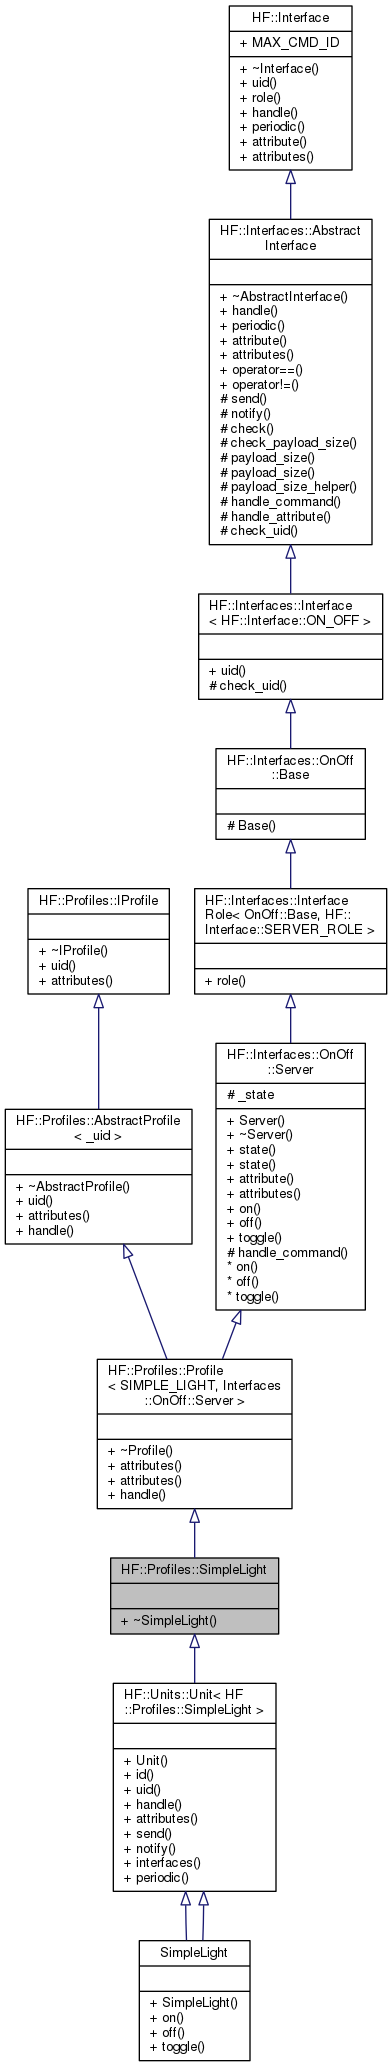 HF::Interface
+ MAX_CMD_ID
+ ~Interface()
+ uid()
+ role()
+ handle()
+ periodic()
+ attribute()
+ attributes()
HF::Interfaces::Abstract
Interface
+ ~AbstractInterface()
+ handle()
+ periodic()
+ attribute()
+ attributes()
+ operator==()
+ operator!=()
# send()
# notify()
# check()
# check_payload_size()
# payload_size()
# payload_size()
# payload_size_helper()
# handle_command()
# handle_attribute()
# check_uid()
HF::Interfaces::Interface
< HF::Interface::ON_OFF >
+ uid()
# check_uid()
HF::Interfaces::OnOff
::Base
# Base()
HF::Profiles::IProfile
+ ~IProfile()
+ uid()
+ attributes()
HF::Interfaces::Interface
Role< OnOff::Base, HF::
Interface::SERVER_ROLE >
+ role()
HF::Interfaces::OnOff
::Server
# _state
+ Server()
+ ~Server()
+ state()
+ state()
+ attribute()
+ attributes()
+ on()
+ off()
+ toggle()
# handle_command()
* on()
* off()
* toggle()
HF::Profiles::AbstractProfile
< _uid >
+ ~AbstractProfile()
+ uid()
+ attributes()
+ handle()
HF::Profiles::Profile
< SIMPLE_LIGHT, Interfaces
::OnOff::Server >
+ ~Profile()
+ attributes()
+ attributes()
+ handle()
HF::Profiles::SimpleLight
+ ~SimpleLight()
HF::Units::Unit< HF
::Profiles::SimpleLight >
+ Unit()
+ id()
+ uid()
+ handle()
+ attributes()
+ send()
+ notify()
+ interfaces()
+ periodic()
SimpleLight
+ SimpleLight()
+ on()
+ off()
+ toggle()